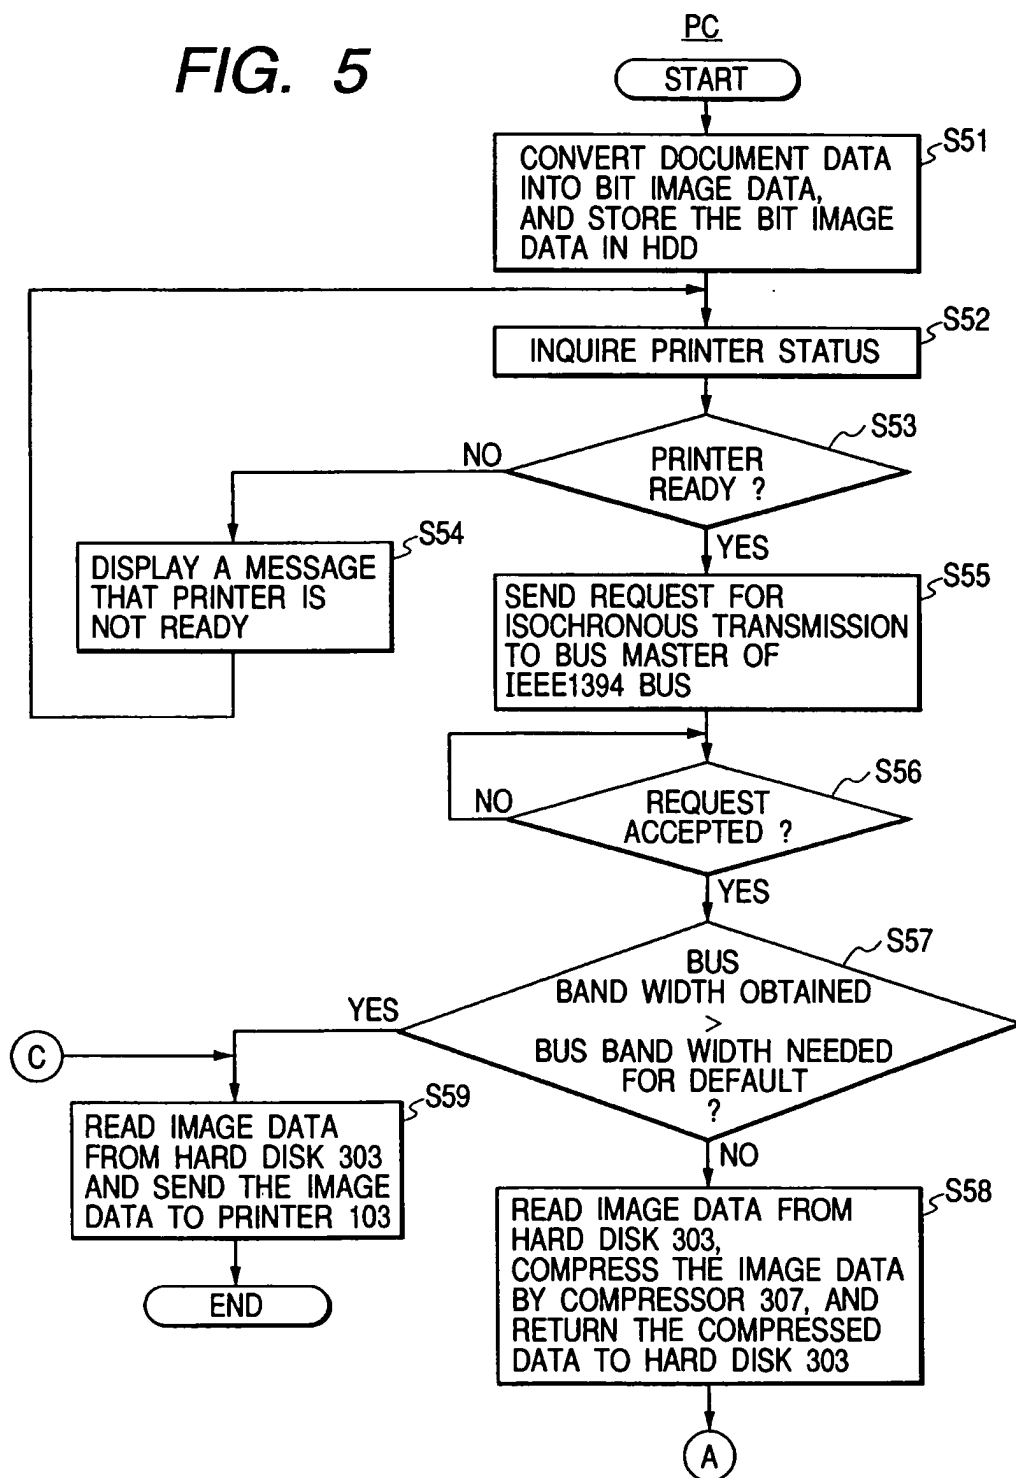 FIG. 5
PC
START
S51
CONVERT DOCUMENT DATA
INTO BIT IMAGE DATA,
AND STORE THE BIT IMAGE
DATA IN HDD
S52
INQUIRE PRINTER STATUS
S53
NO
PRINTER
READY ?
YES
S54
DISPLAY A MESSAGE
THAT PRINTER IS
NOT READY
S55
SEND REQUEST FOR
ISOCHRONOUS TRANSMISSION
TO BUS MASTER OF
IEEE1394 BUS
S56
NO
REQUEST
ACCEPTED ?
YES
S57
BUS
BAND WIDTH OBTAINED
>
BUS BAND WIDTH NEEDED
FOR DEFAULT
?
YES
C
NO
S59
READ IMAGE DATA
FROM HARD DISK 303
AND SEND THE IMAGE
DATA TO PRINTER 103
END
S58
READ IMAGE DATA FROM
HARD DISK 303,
COMPRESS THE IMAGE DATA
BY COMPRESSOR 307, AND
RETURN THE COMPRESSED
DATA TO HARD DISK 303
A